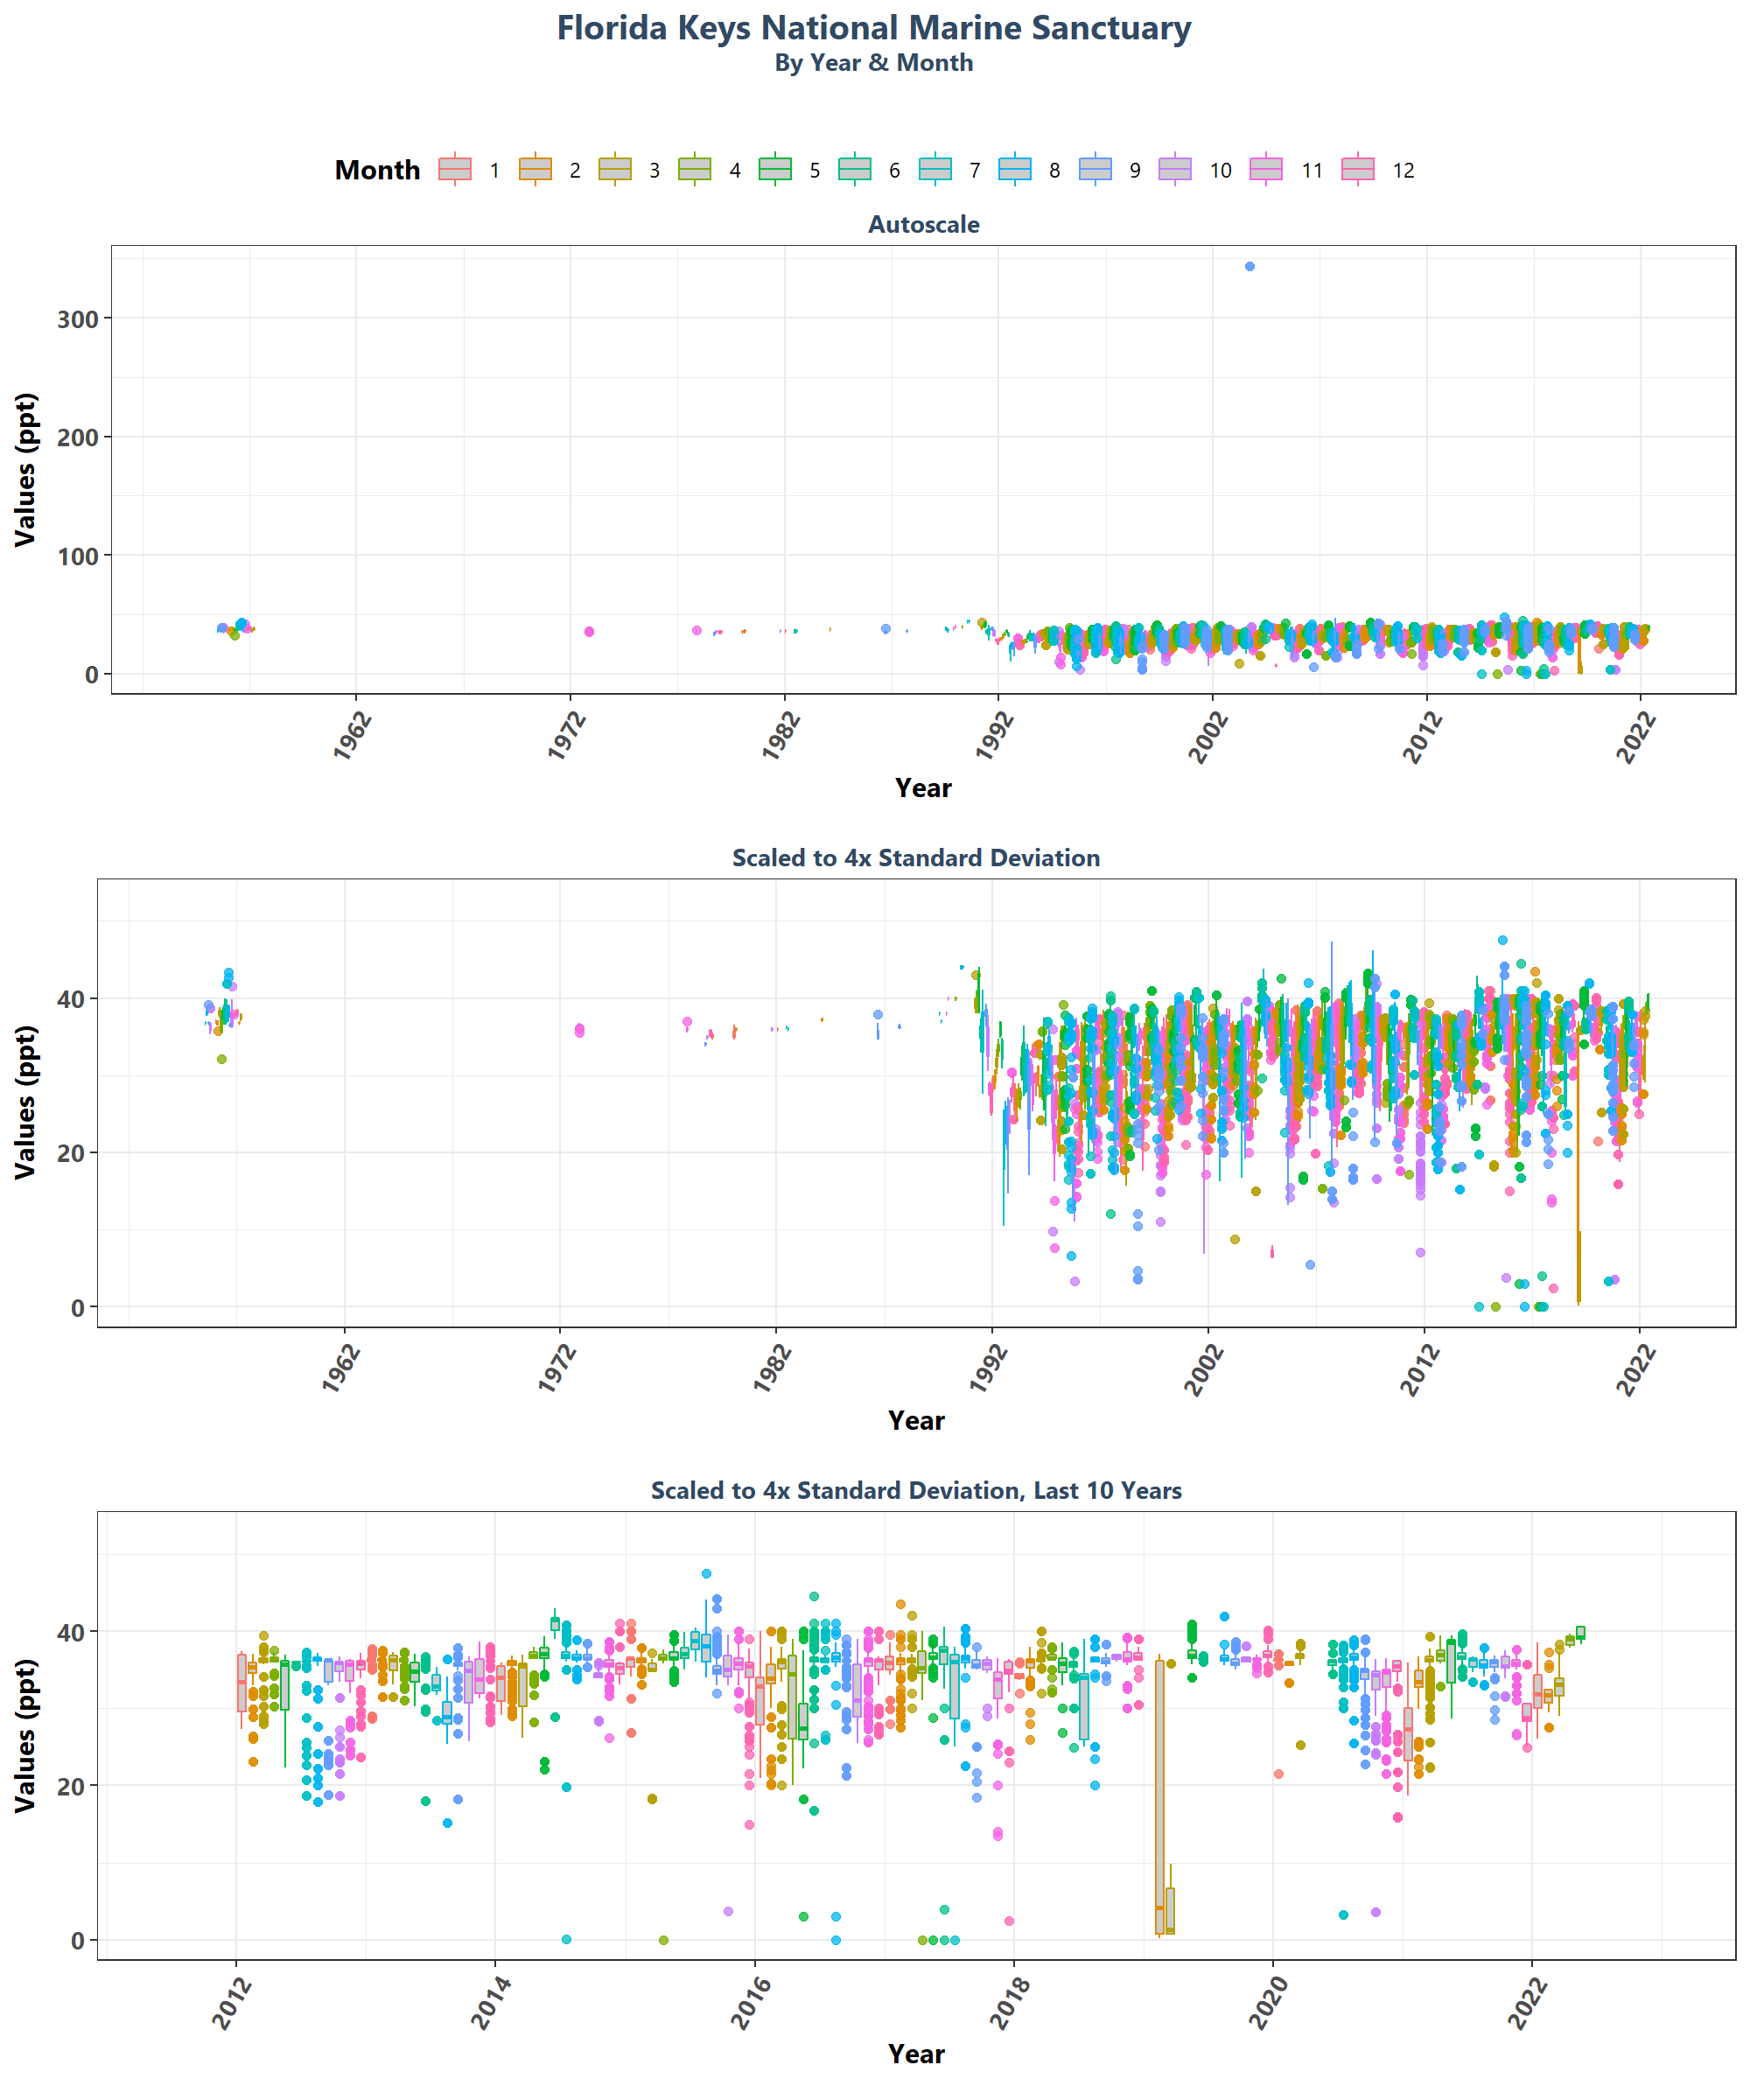 Florida Keys National Marine Sanctuary
By Year & Month
Month 1 2 3 4 5 6 7 8 9 10 11 12
Autoscale
Values (ppt)
300
200
100
0
1962 1972 1982 1992 2002 2012 2022
Year
Scaled to 4x Standard Deviation
Values (ppt)
40
20
0
1962 1972 1982 1992 2002 2012 2022
Year
Scaled to 4x Standard Deviation, Last 10 Years
Values (ppt)
40
20
0
2012 2014 2016 2018 2020 2022
Year